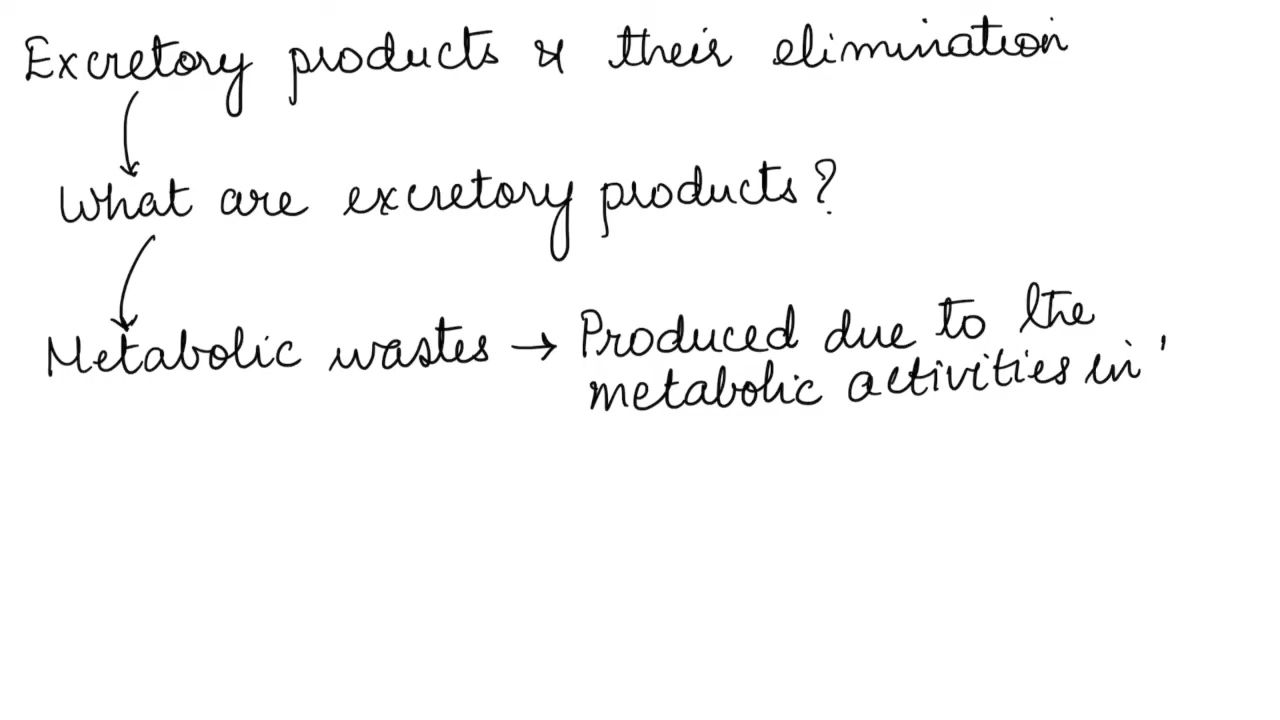 Excretory products & their elimination
What are excretory products?
Metabolic wastes → Produced due to the
metabolic activities in